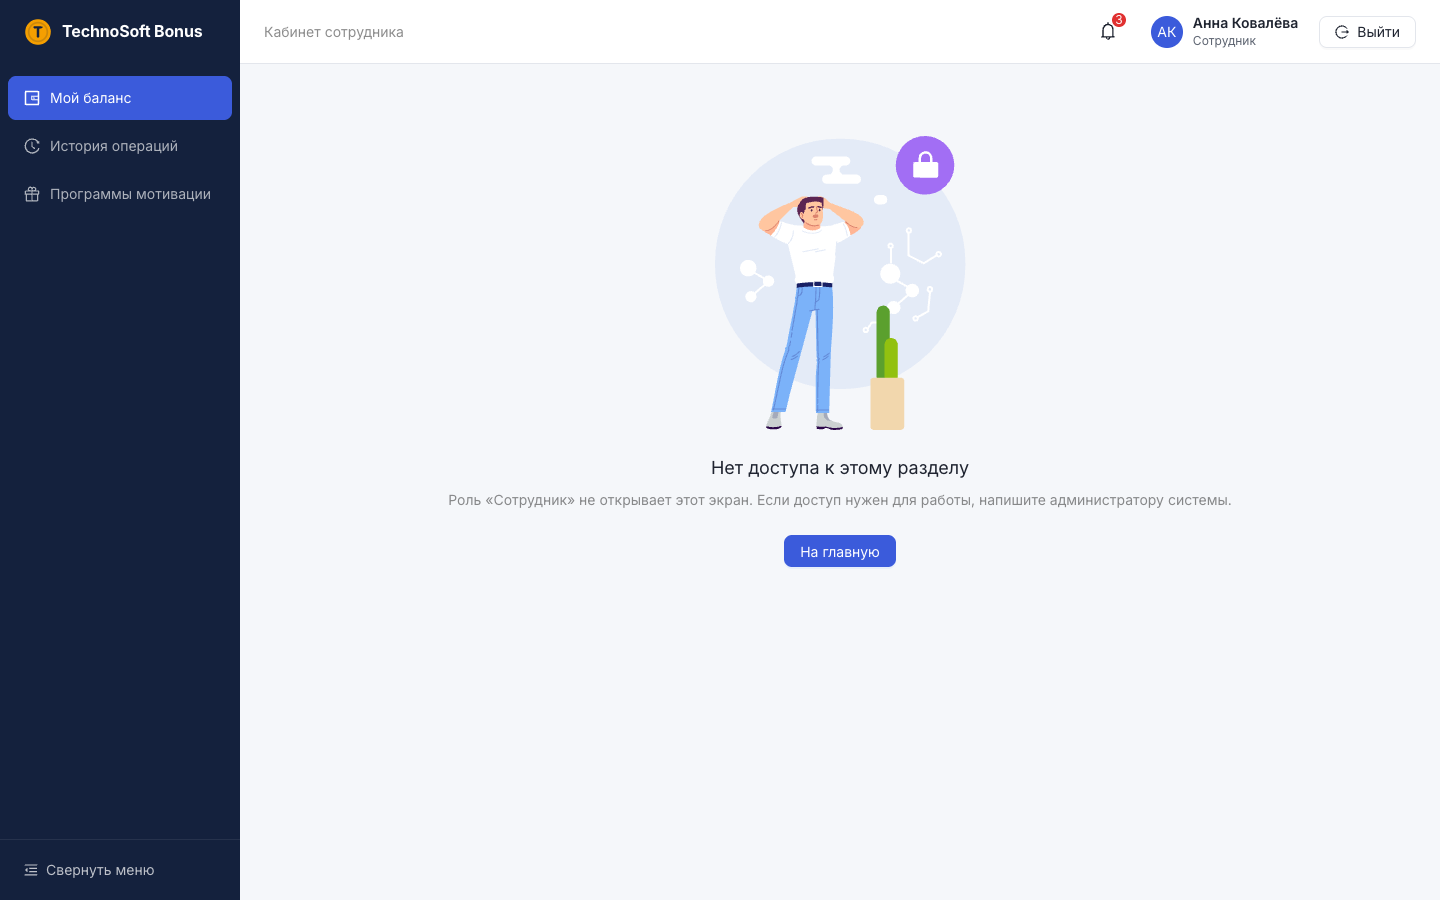 TechnoSoft Bonus
Мой баланс
История операций
Программы мотивации
Свернуть меню
Кабинет сотрудника
3
АК
Анна Ковалёва
Сотрудник
Выйти
Нет доступа к этому разделу
Роль «Сотрудник» не открывает этот экран. Если доступ нужен для работы, напишите администратору системы.
На главную